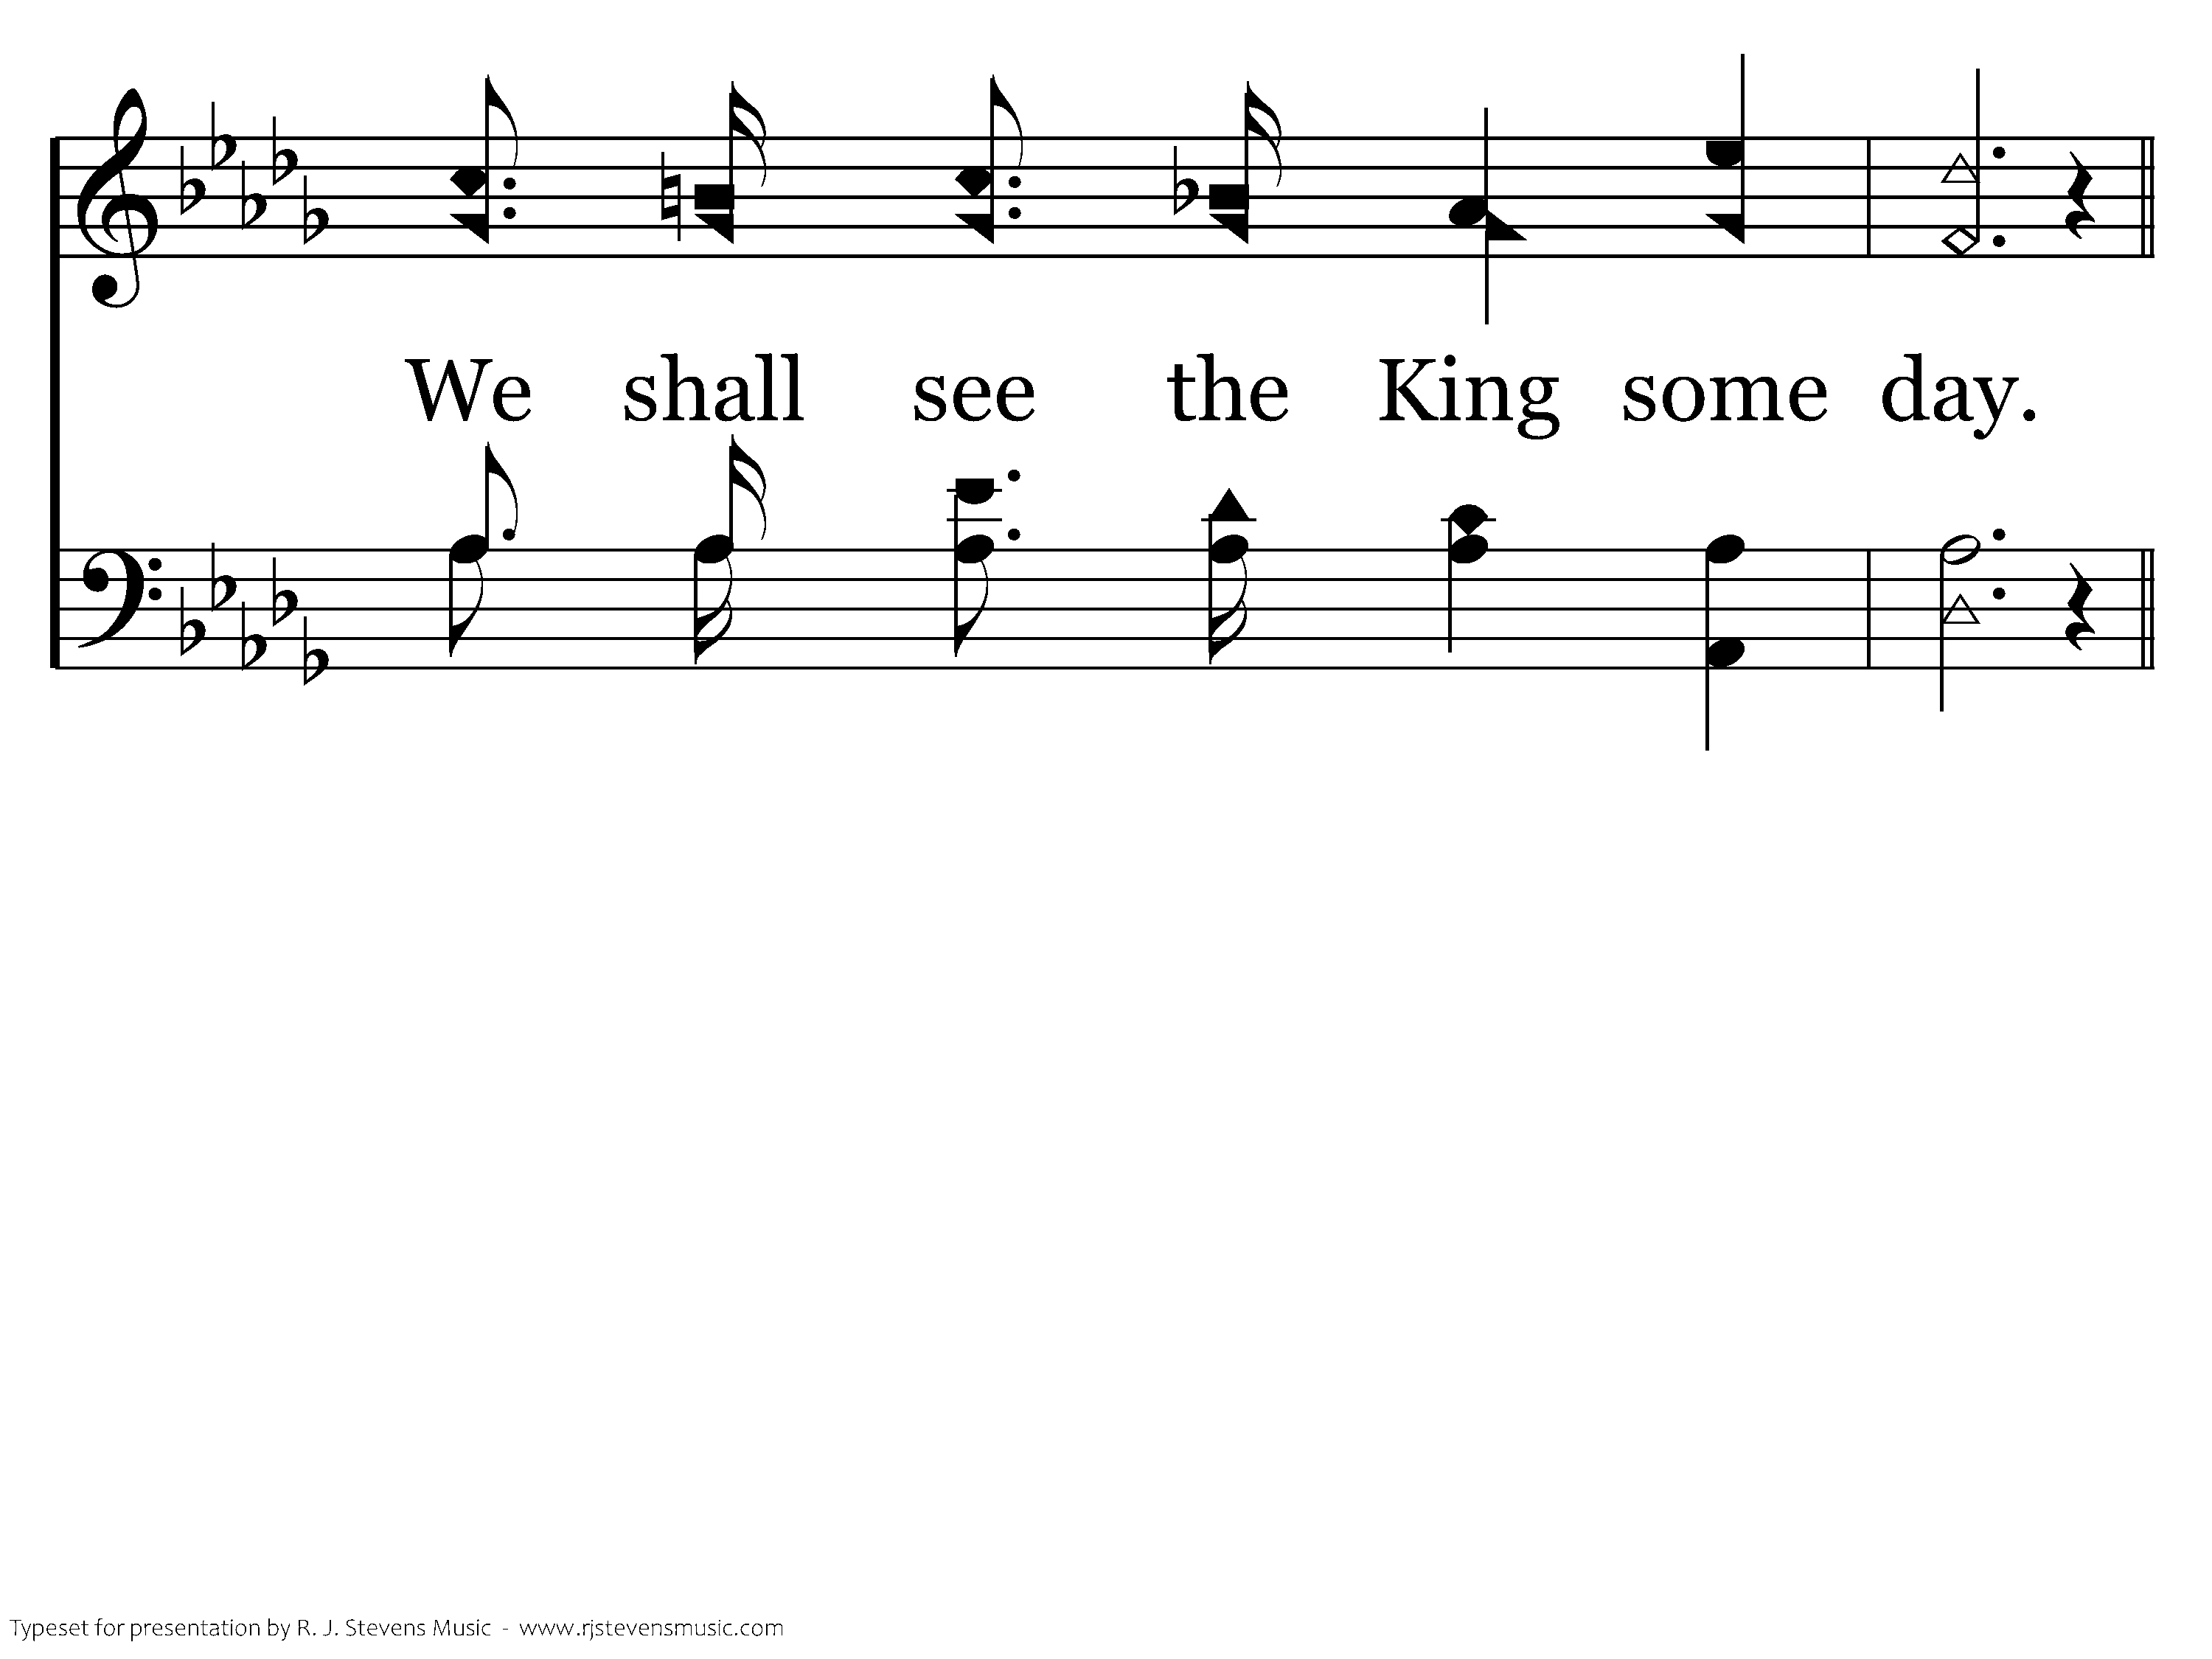 We shall see the King some day.
Typeset for presentation by R. J. Stevens Music - www.rjstevensmusic.com